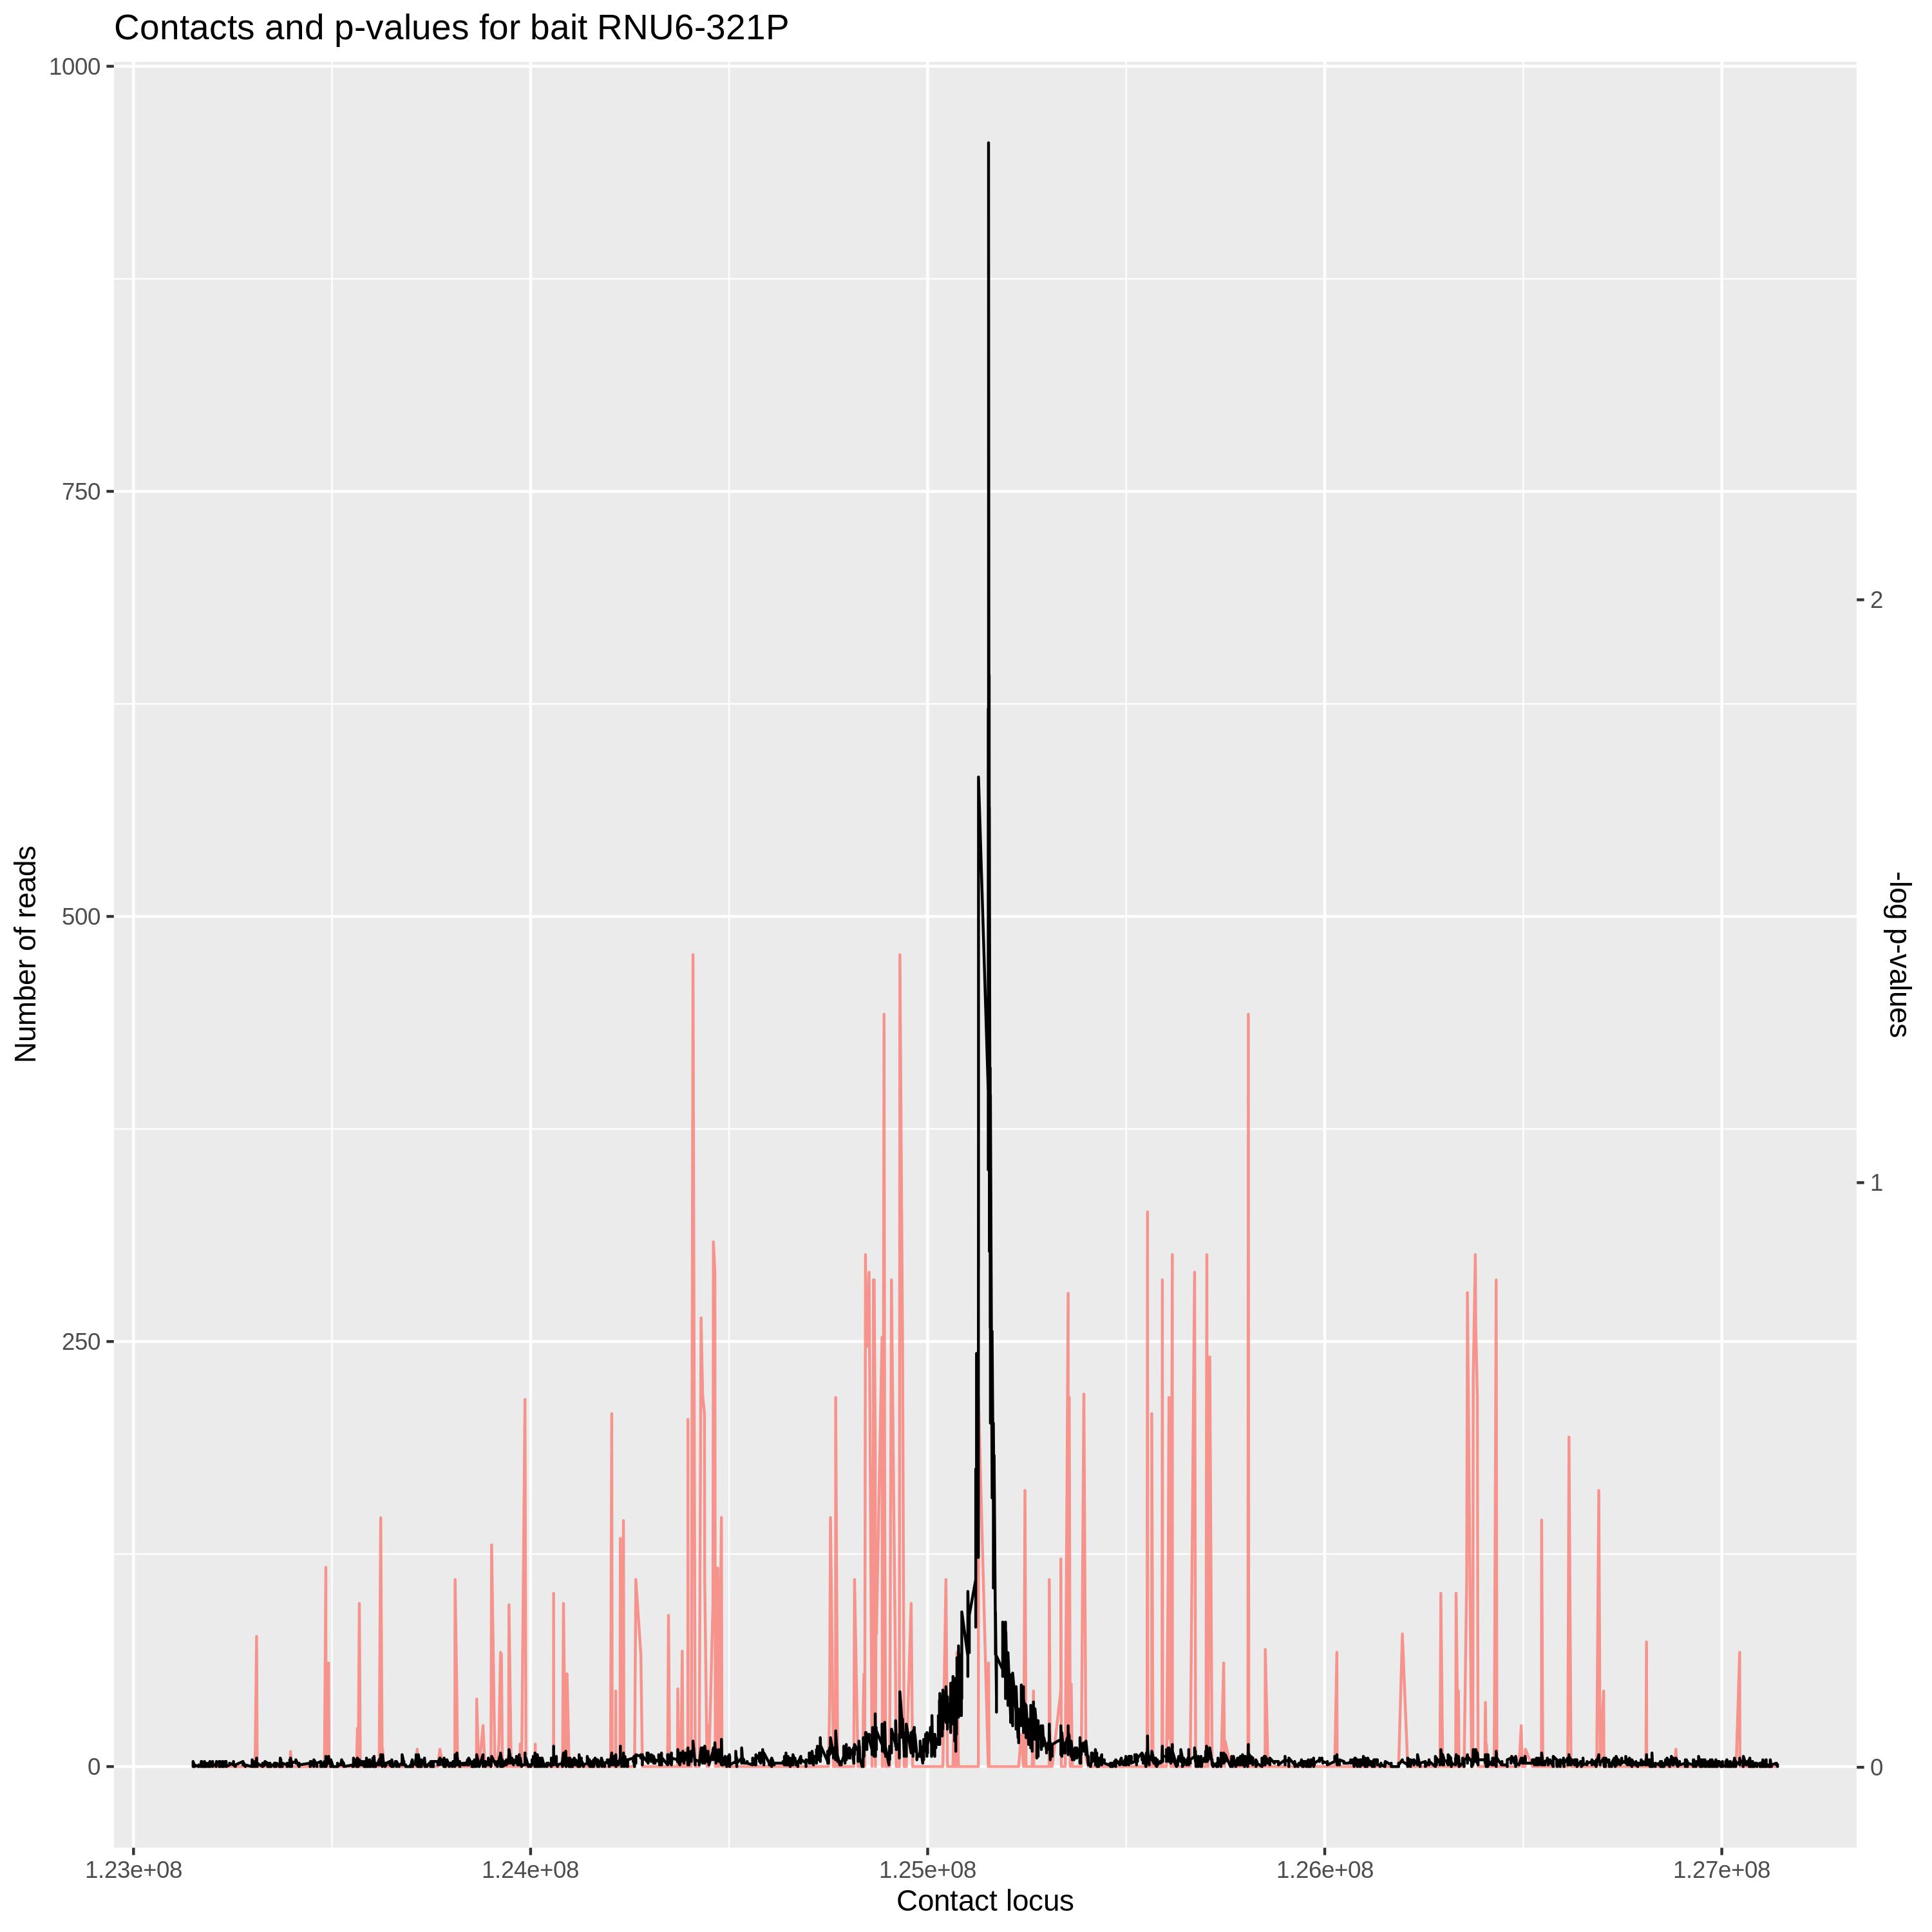 Contacts and p-values for bait RNU6-321P
1000
750
500
250
0
Number of reads
2
1
0
-log p-values
1.23e+08
1.24e+08
1.25e+08
1.26e+08
1.27e+08
Contact locus